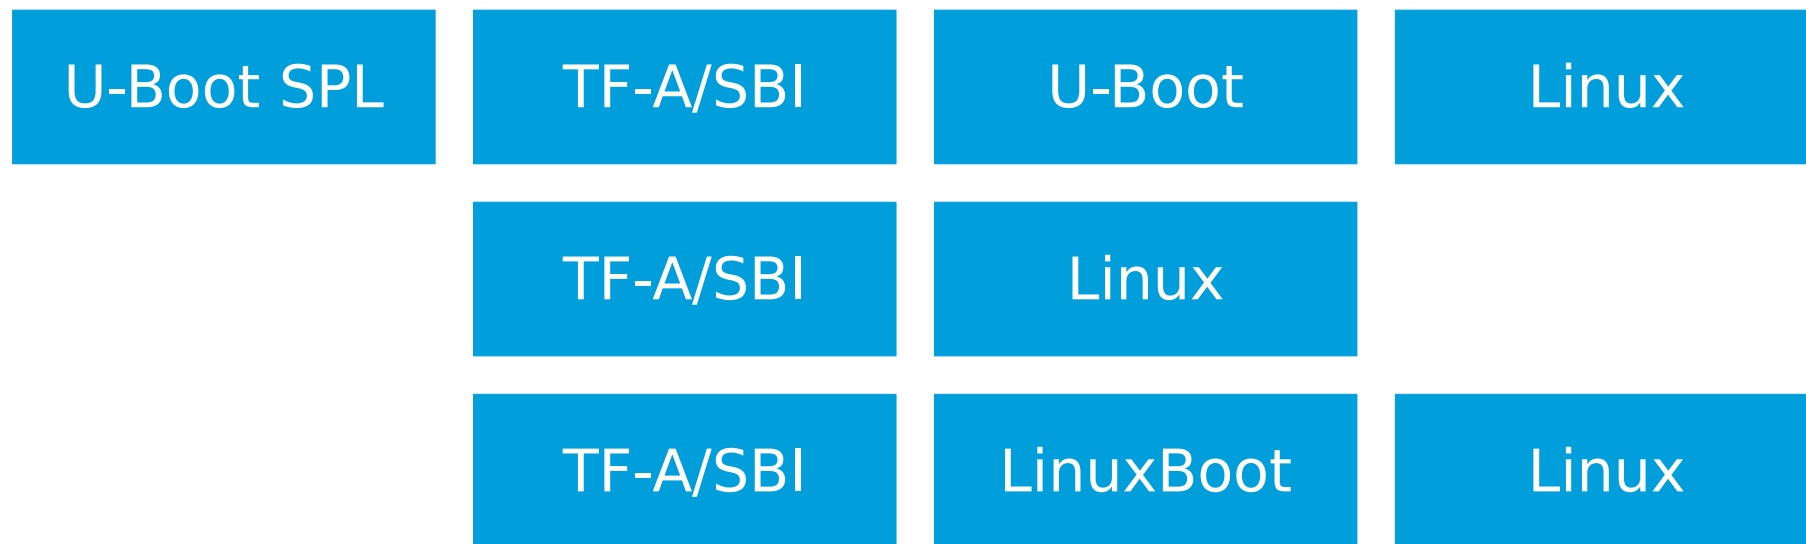 U-Boot SPL
TF-A/SBI
U-Boot
Linux
TF-A/SBI
Linux
TF-A/SBI
LinuxBoot
Linux